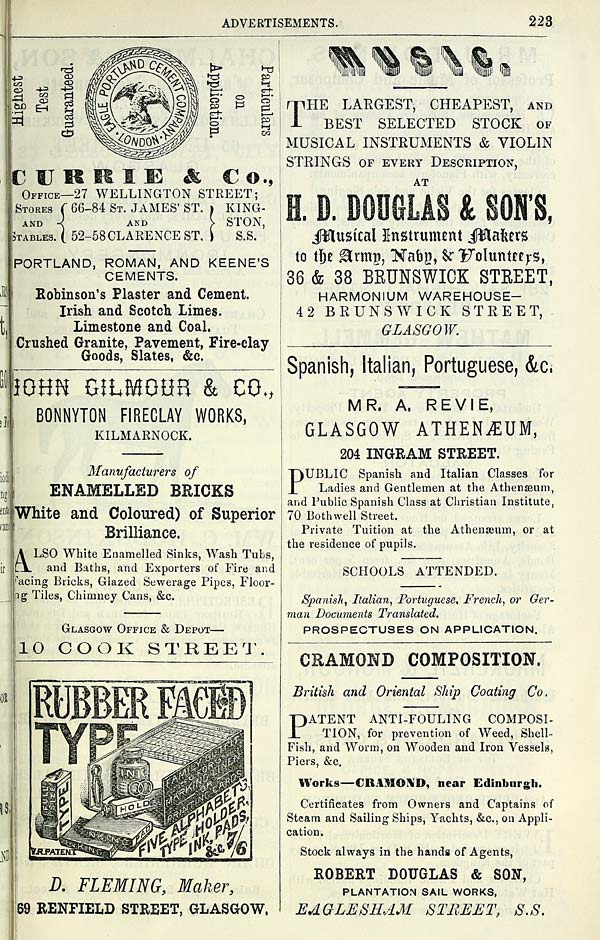 ADVERTISEMENTS.
223
Highest
Test
Guaranteed.
EAGLE PORTLAND CEMENT COMPANY
LONDON
Application.
on
Particulars
CURRIE & Co.,
OFFICE—27 WELLINGTON STREET;
STORES { 66-84 ST. JAMES' ST. } KING-
AND { AND } STON,
STABLES. { 52-58 CLARENCE ST. } S.S.
PORTLAND, ROMAN, AND KEENE'S
CEMENTS.
Robinson's Plaster and Cement.
Irish and Scotch Limes.
Limestone and Coal.
Crushed Granite, Pavement, Fire-clay
Goods, Slates, &c.
JOHN GILMOUR & CO.,
BONNYTON FIRECLAY WORKS,
KILMARNOCK.
Manufacturers of
ENAMELLED BRICKS
(White and Coloured) of Superior
Brilliance.
ALSO White Enamelled Sinks, Wash Tubs,
and Baths, and Exporters of Fire and
Facing Bricks, Glazed Sewerage Pipes, Floor-
ing Tiles, Chimney Cans, &c.
GLASGOW OFFICE & DEPOT—
10 COOK STREET.
RUBBER FACED
TYPE
INK
HOLD
TYPE
FIVE ALPHABETS
TYPE HOLDER,
INK, PADS,
&c. 7/6
Y.R. PATENT
D. FLEMING, Maker,
69 RENFIELD STREET, GLASGOW,
MUSIC.
THE LARGEST, CHEAPEST, AND
BEST SELECTED STOCK OF
MUSICAL INSTRUMENTS & VIOLIN
STRINGS OF EVERY DESCRIPTION,
AT
H. D. DOUGLAS & SON'S,
Musical Instrument Makers
to the Army, Navy, & Volunteers,
36 & 38 BRUNSWICK STREET,
HARMONIUM WAREHOUSE—
42 BRUNSWICK STREET,
GLASGOW.
Spanish, Italian, Portuguese, &c.
MR. A. REVIE,
GLASGOW ATHENÆUM,
204 INGRAM STREET.
PUBLIC Spanish and Italian Classes for
Ladies and Gentlemen at the Athenæum,
and Public Spanish Class at Christian Institute,
70 Bothwell Street.
Private Tuition at the Athenæum, or at
the residence of pupils.
SCHOOLS ATTENDED.
Spanish, Italian, Portuguese, French, or Ger-
man Documents Translated.
PROSPECTUSES ON APPLICATION.
CRAMOND COMPOSITION.
British and Oriental Ship Coating Co.
PATENT ANTI-FOULING COMPOSI-
TION, for prevention of Weed, Shell-
Fish, and Worm, on Wooden and Iron Vessels,
Piers, &c.
Works—CRAMOND, near Edinburgh.
Certificates from Owners and Captains of
Steam and Sailing Ships, Yachts, &c., on Appli-
cation.
Stock always in the hands of Agents,
ROBERT DOUGLAS & SON,
PLANTATION SAIL WORKS,
EAGLESHAM STREET, S.S.